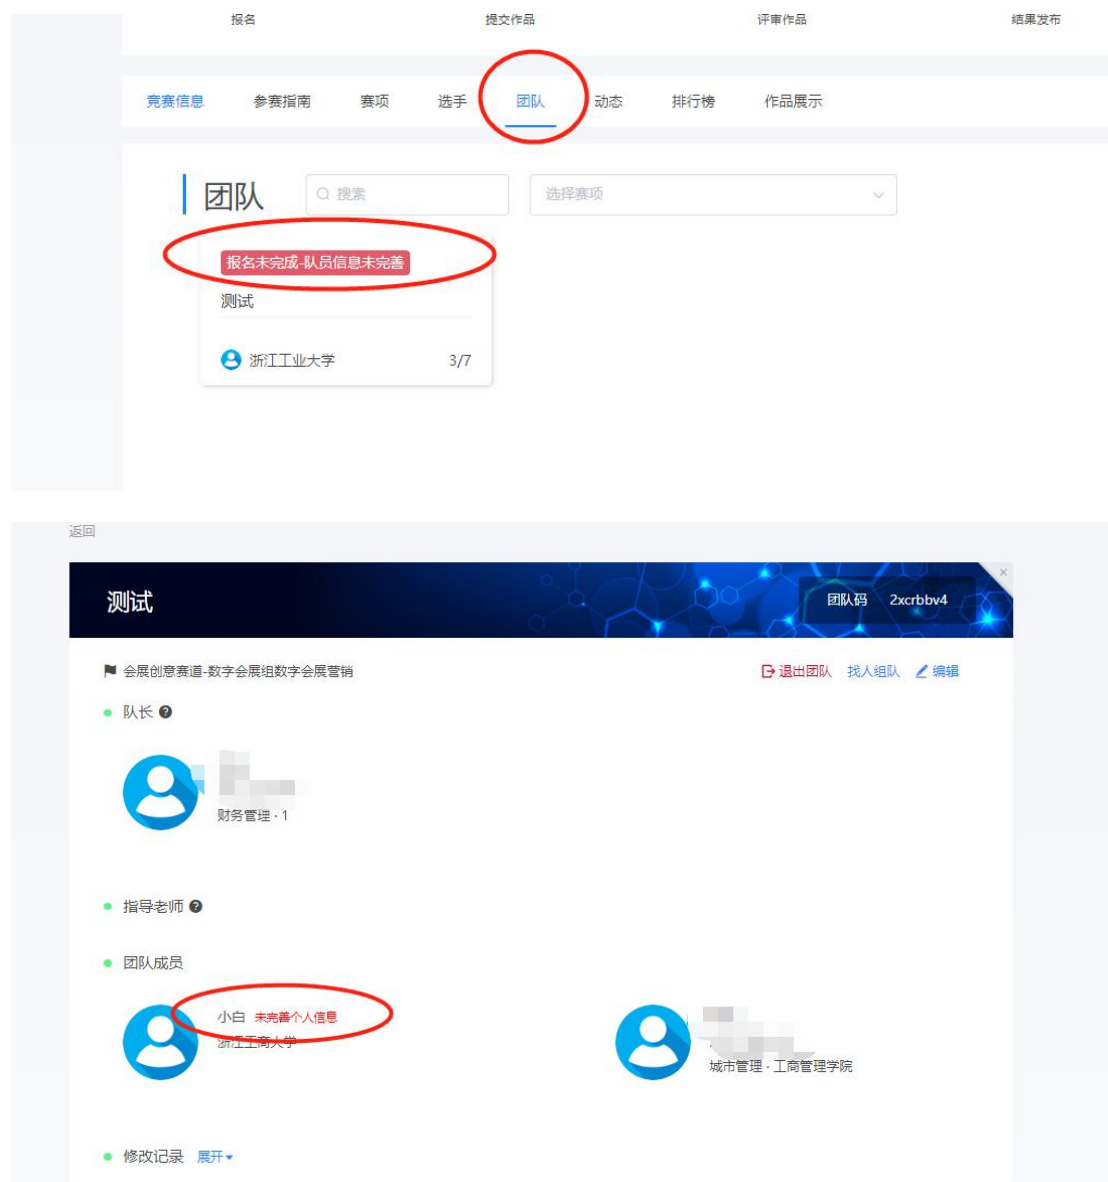 报名 提交作品 评审作品 结果发布
竞赛信息 参赛指南 赛项 选手 团队 动态 排行榜 作品展示
团队 搜索 选择赛项
报名未完成-队员信息未完善
测试
浙江工业大学 3/7
返回
测试 团队码 2xcrbbv4
会展创意赛道-数字会展组数字会展营销 退出团队 找人组队 编辑
队长
财务管理 · 1
指导老师
团队成员
小白 未完善个人信息
浙江工商大学
城市管理 · 工商管理学院
修改记录 展开